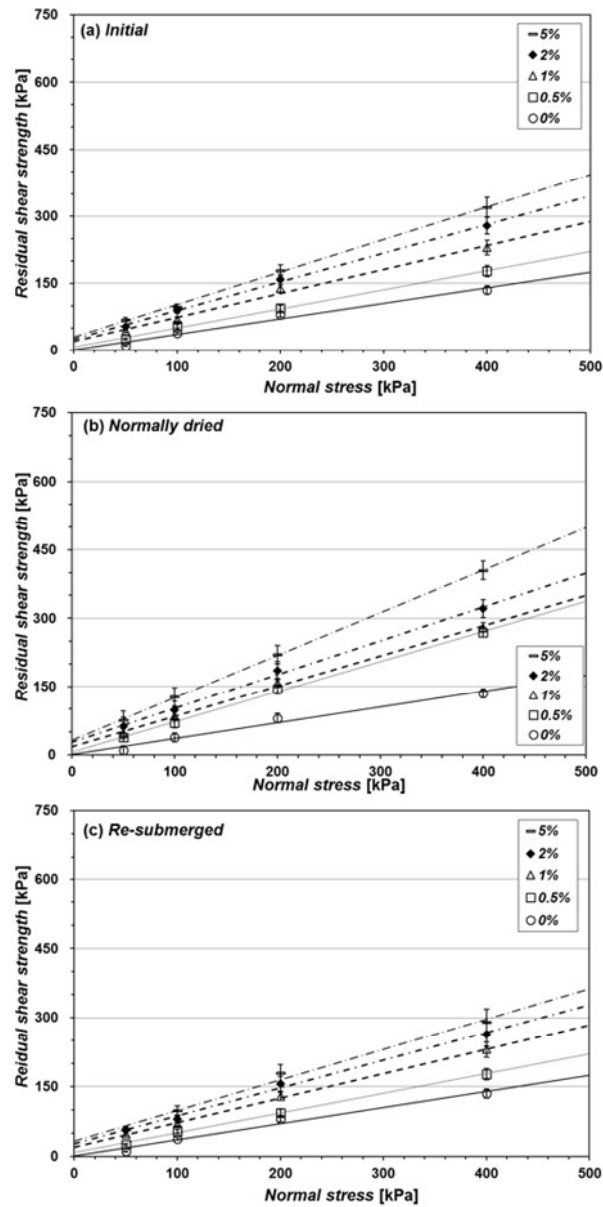 (a) Initial
5%
2%
1%
0.5%
0%
750
600
450
300
150
0
Residual shear strength [kPa]
0 100 200 300 400 500
Normal stress [kPa]
(b) Normally dried
750
600
450
300
150
0
Residual shear strength [kPa]
5%
2%
1%
0.5%
0%
0 100 200 300 400 500
Normal stress [kPa]
(c) Re-submerged
5%
2%
1%
0.5%
0%
750
600
450
300
150
0
Reidual shear strength [kPa]
0 100 200 300 400 500
Normal stress [kPa]